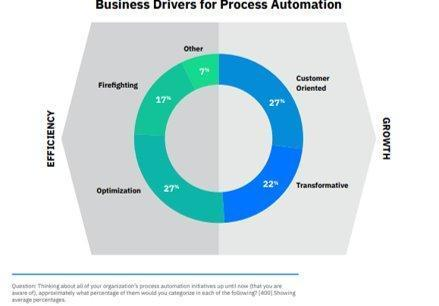 Business Drivers for Process Automation
Other
7%
Firefighting
17%
Customer
Oriented
27%
EFFICIENCY
GROWTH
Optimization
27%
22%
Transformative
Question: Thinking about all of your organization's process automation initiatives up until now (that you are
aware of), approximately what percentage of them would you categorize in each of the following? [400] Showing
average percentages.